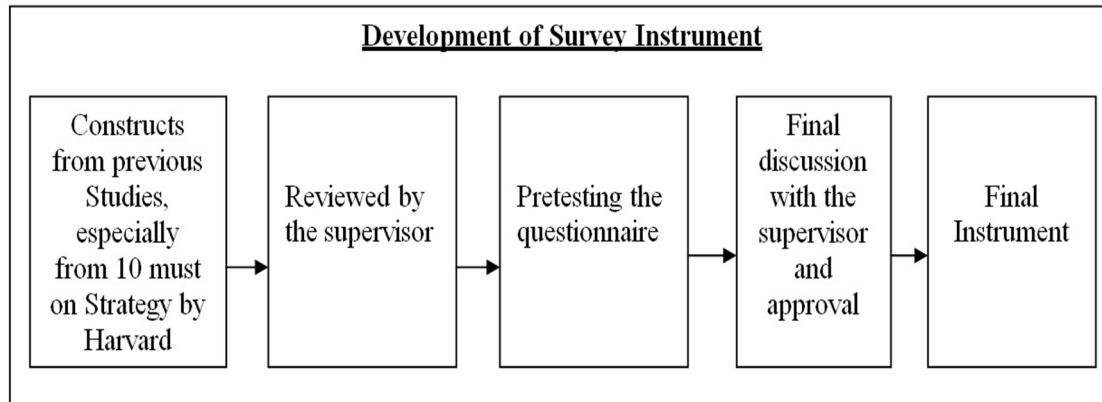 Development of Survey Instrument
Constructs
from previous
Studies,
especially
from 10 must
on Strategy by
Harvard
Reviewed by
the supervisor
Pretesting the
questionnaire
Final
discussion
with the
supervisor
and
approval
Final
Instrument